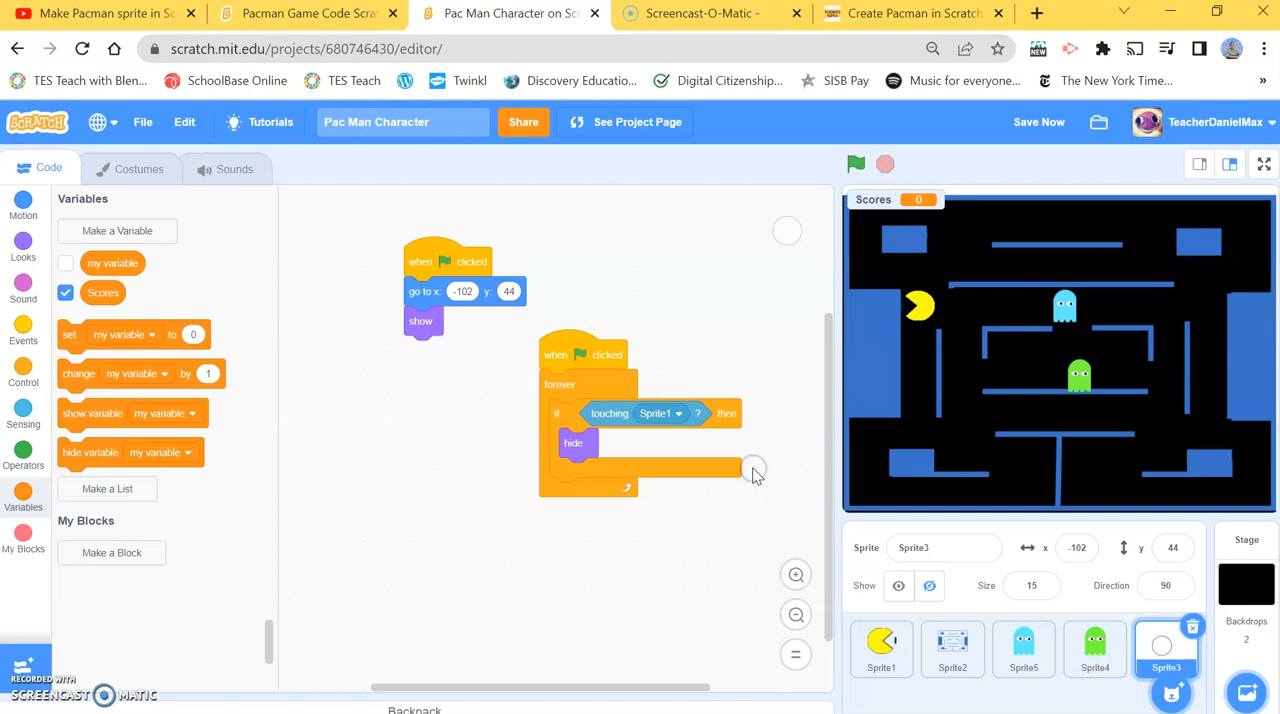 Make Pacman sprite in Sc
Pacman Game Code Scrat
Pac Man Character on Scr
Screencast-O-Matic -
Create Pacman in Scratch
scratch.mit.edu/projects/680746430/editor/
NEW
TES Teach with Blen...
SchoolBase Online
TES Teach
Twinkl
Discovery Educatio...
Digital Citizenship...
SISB Pay
Music for everyone...
The New York Times...
SCRATCH
File
Edit
Tutorials
Pac Man Character
Share
See Project Page
Save Now
TeacherDanielMax
Code
Costumes
Sounds
Motion
Looks
Sound
Events
Control
Sensing
Operators
Variables
My Blocks
Variables
Make a Variable
my variable
Scores
set my variable to 0
change my variable by 1
show variable my variable
hide variable my variable
Make a List
My Blocks
Make a Block
when clicked
go to x: -102 y: 44
show
when clicked
forever
if touching Sprite1 ? then
hide
Scores 0
Sprite Sprite3 x -102 y 44
Show Size 15 Direction 90
Sprite1
Sprite2
Sprite5
Sprite4
Sprite3
Stage
Backdrops
2
Backpack
RECORDED WITH
SCREENCAST MATIC